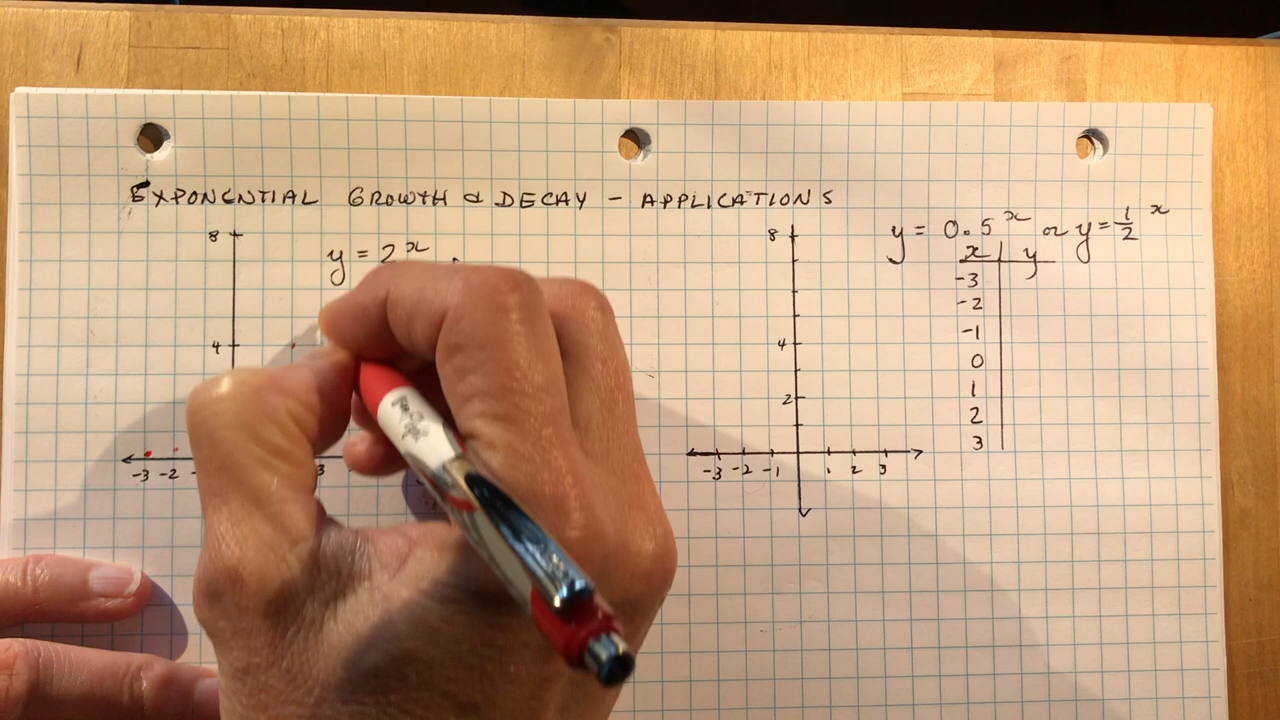 EXPONENTIAL GROWTH & DECAY - APPLICATIONS
y = 2^x
8
4
-3 -2
3
8
4
2
-3 -2 -1 1 2 3
y = 0.5^x or y = 1/2^x
x y
-3
-2
-1
0
1
2
3